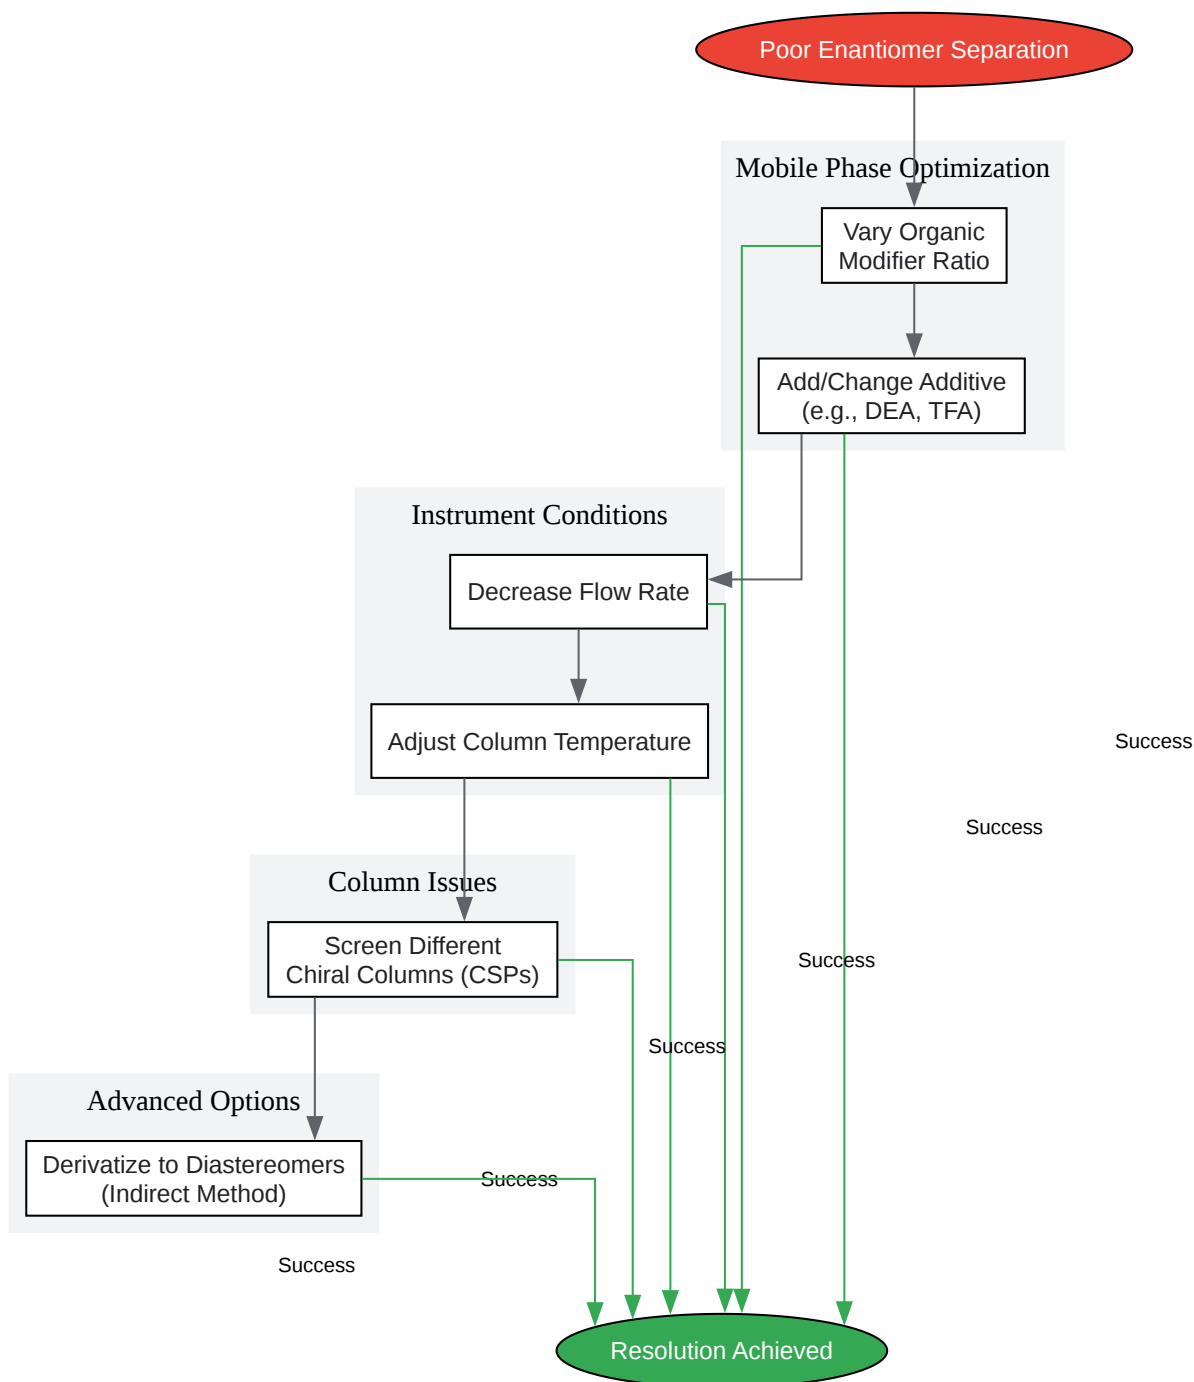 Poor Enantiomer Separation
Mobile Phase Optimization
Vary Organic
Modifier Ratio
Add/Change Additive
(e.g., DEA, TFA)
Instrument Conditions
Decrease Flow Rate
Adjust Column Temperature
Success
Success
Column Issues
Screen Different
Chiral Columns (CSPs)
Success
Success
Advanced Options
Derivatize to Diastereomers
(Indirect Method)
Success
Success
Resolution Achieved